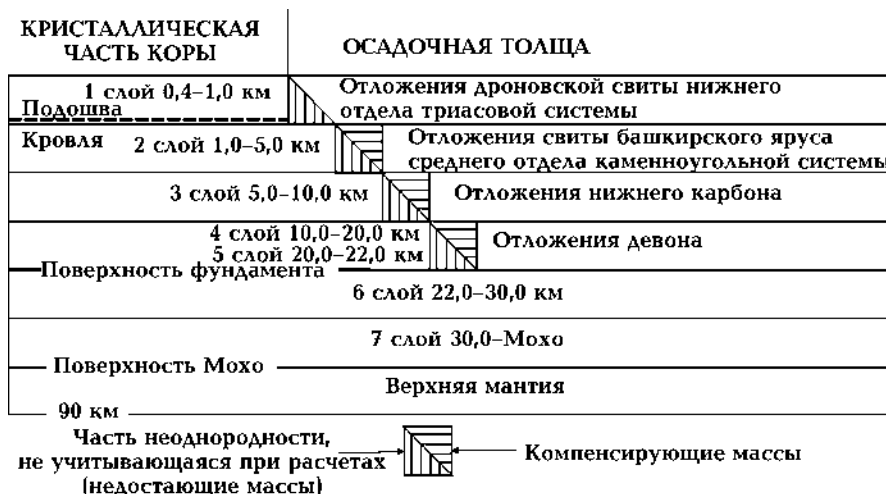 КРИСТАЛЛИЧЕСКАЯ
ЧАСТЬ КОРЫ
ОСАДОЧНАЯ ТОЛЩА
1 слой 0,4–1,0 км
Подошва
Отложения дроновской свиты нижнего
отдела триасовой системы
Кровля
2 слой 1,0–5,0 км
Отложения свиты башкирского яруса
среднего отдела каменноугольной системы
3 слой 5,0–10,0 км
Отложения нижнего карбона
4 слой 10,0–20,0 км
5 слой 20,0–22,0 км
Отложения девона
Поверхность фундамента
6 слой 22,0–30,0 км
7 слой 30,0–Мохо
Поверхность Мохо
Верхняя мантия
90 км
Часть неоднородности,
не учитывающаяся при расчетах
(недостающие массы)
Компенсирующие массы